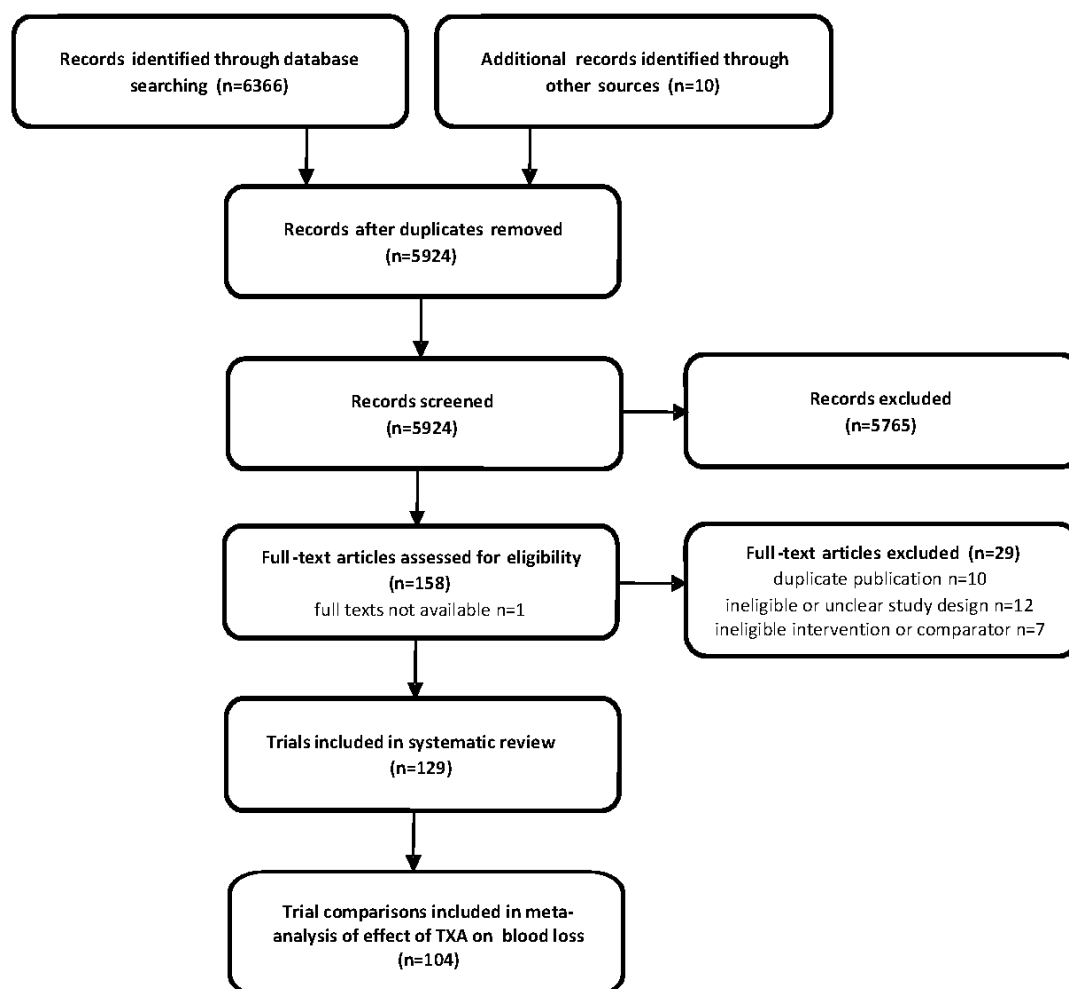 Records identified through database
searching (n=6366)
Additional records identified through
other sources (n=10)
Records after duplicates removed
(n=5924)
Records screened
(n=5924)
Records excluded
(n=5765)
Full-text articles assessed for eligibility
(n=158)
full texts not available n=1
Full-text articles excluded (n=29)
duplicate publication n=10
ineligible or unclear study design n=12
ineligible intervention or comparator n=7
Trials included in systematic review
(n=129)
Trial comparisons included in meta-
analysis of effect of TXA on blood loss
(n=104)